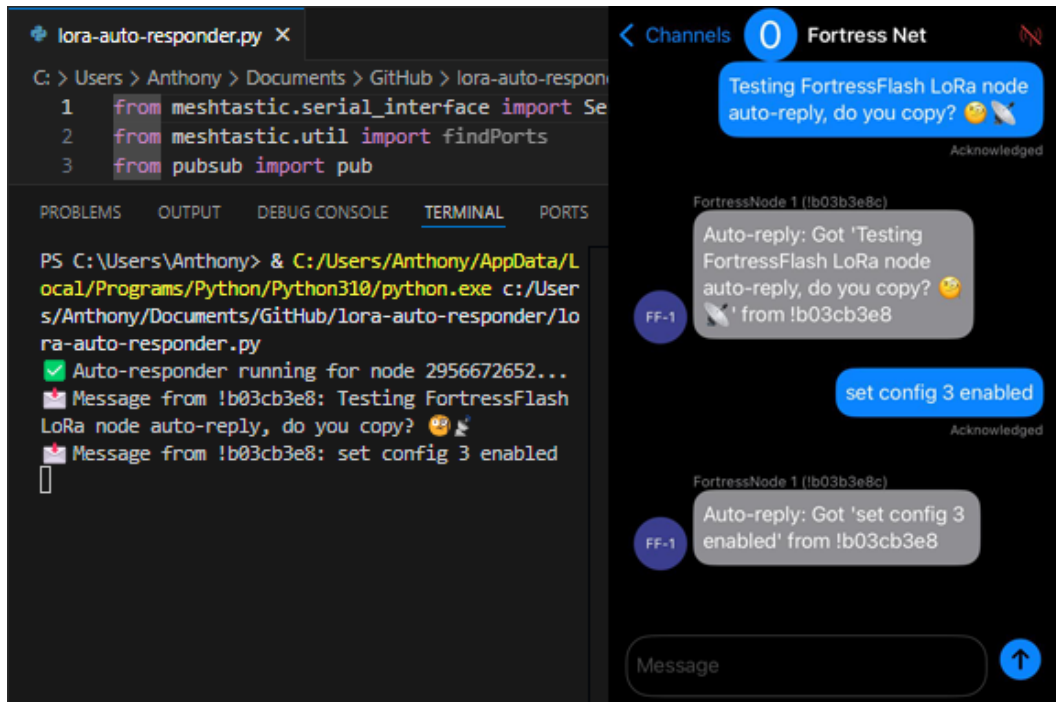 lora-auto-responder.py ×
C: > Users > Anthony > Documents > GitHub > lora-auto-respon
1 from meshtastic.serial_interface import Se
2 from meshtastic.util import findPorts
3 from pubsub import pub
PROBLEMS OUTPUT DEBUG CONSOLE TERMINAL PORTS
PS C:\Users\Anthony> & C:/Users/Anthony/AppData/L
ocal/Programs/Python/Python310/python.exe c:/User
s/Anthony/Documents/GitHub/lora-auto-responder/lo
ra-auto-responder.py
✅ Auto-responder running for node 2956672652...
📩 Message from !b03cb3e8: Testing FortressFlash
LoRa node auto-reply, do you copy? 🧐📡
📩 Message from !b03cb3e8: set config 3 enabled
Channels 0 Fortress Net
Testing FortressFlash LoRa node
auto-reply, do you copy? 🧐📡
Acknowledged
FortressNode 1 (!b03b3e8c)
Auto-reply: Got 'Testing
FortressFlash LoRa node
auto-reply, do you copy? 🧐
📡' from !b03cb3e8
FF-1
set config 3 enabled
Acknowledged
FortressNode 1 (!b03b3e8c)
Auto-reply: Got 'set config 3
enabled' from !b03cb3e8
FF-1
Message